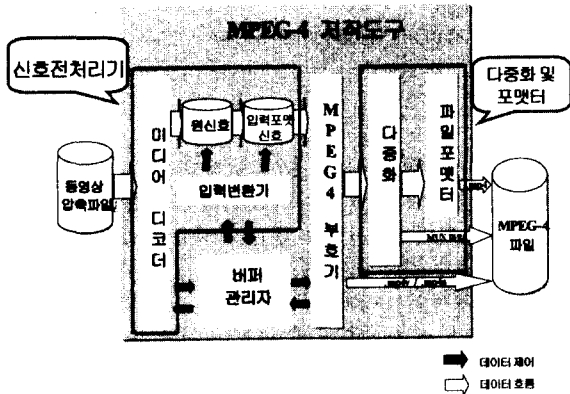 MPEG-4 저작도구
신호전처리기
다중화 및
포맷터
동영상
압축파일
미디어 디코더
원신호
입력포맷
신호
입력변환기
버퍼
관리자
MPEG4 부호기
다중화
파일포맷터
MPEG-4
파일
데이터 제어
데이터 흐름